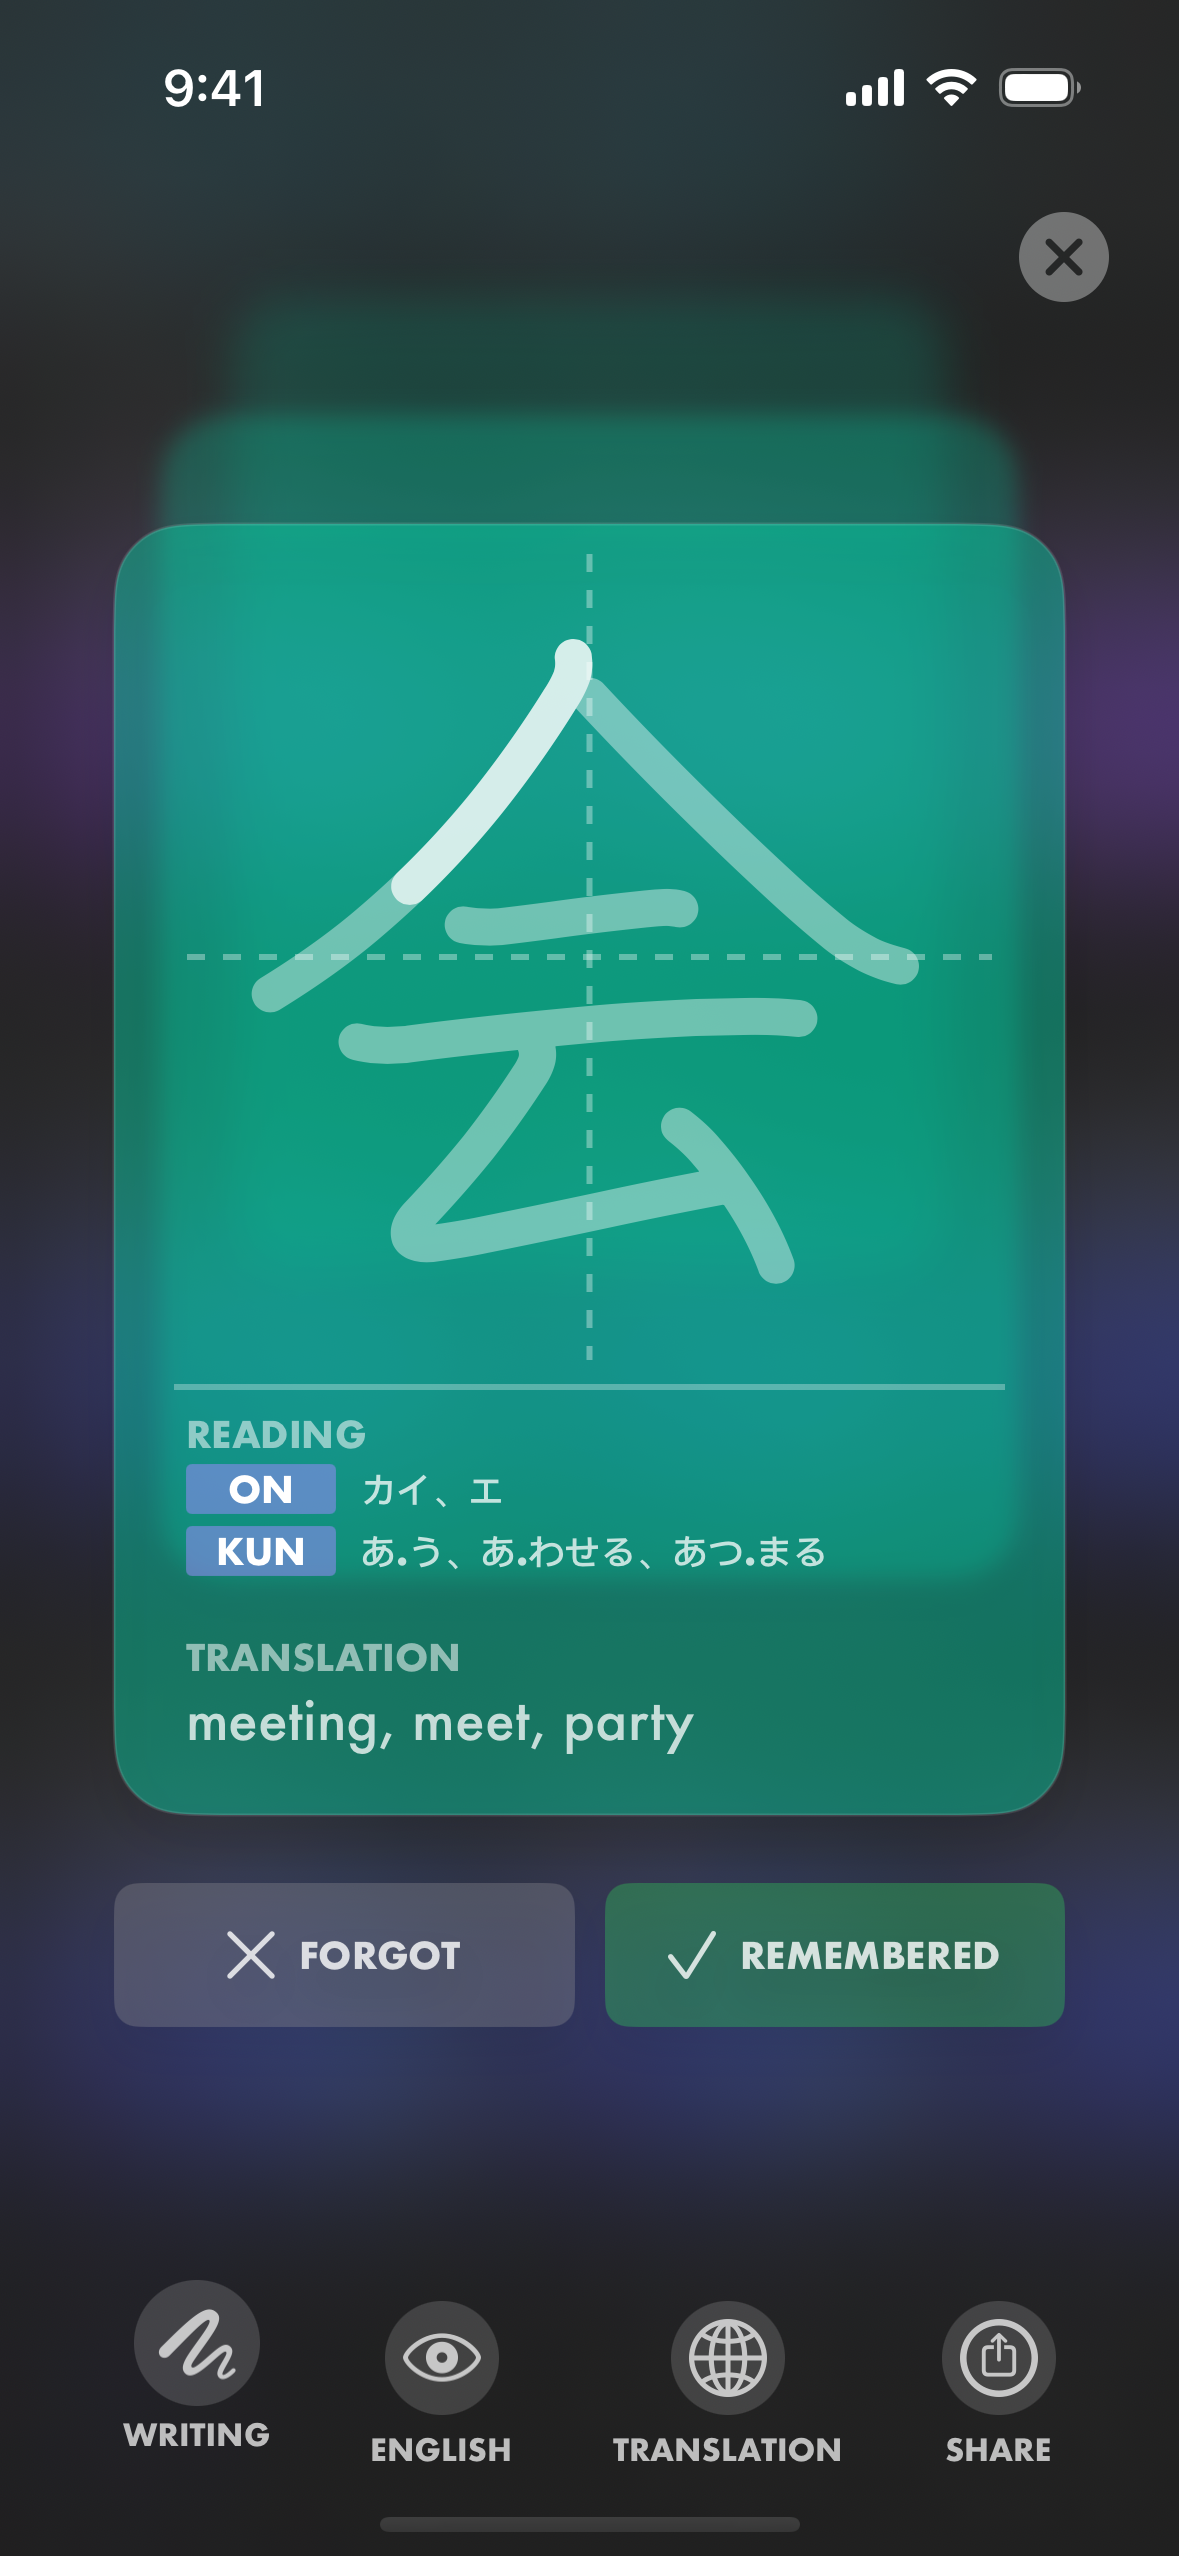 9:41
会
READING
ON カイ、エ
KUN あ.う、あ.わせる、あつ.まる
TRANSLATION
meeting, meet, party
FORGOT
REMEMBERED
WRITING
ENGLISH
TRANSLATION
SHARE